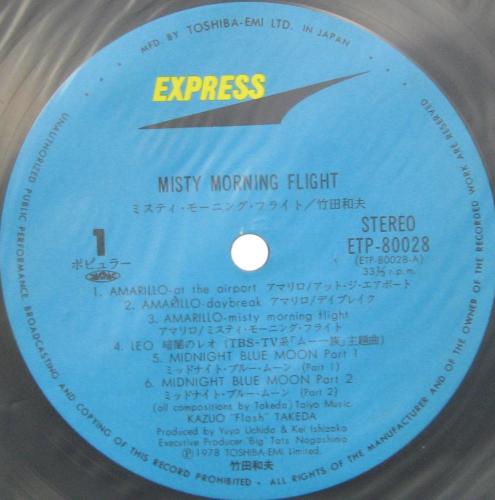 MFD. BY TOSHIBA-EMI LTD. IN JAPAN
EXPRESS
MISTY MORNING FLIGHT
ミスティ・モーニング・フライト/竹田和夫
1
ポピュラー
STEREO
ETP-80028
(ETP-80028-A)
33⅓r.p.m.
1. AMARILLO-at the airport アマリロ/アット・ジ・エアポート
2. AMARILLO-daybreak アマリロ/デイブレイク
3. AMARILLO-misty morning flight
アマリロ/ミスティ・モーニング・フライト
4. LEO 暗闇のレオ (TBS-TV系「ムー一族」主題曲)
5. MIDNIGHT BLUE MOON Part 1
ミッドナイト・ブルー・ムーン (Part 1)
6. MIDNIGHT BLUE MOON Part 2
ミッドナイト・ブルー・ムーン (Part 2)
(all compositions by Takeda) Taiyo Music.
KAZUO "Flash" TAKEDA
Produced by Yuya Uchida & Kei Ishizaka
Executive Producer 'Big' Tats Nagashima
Ⓟ 1978 TOSHIBA-EMI Limited.
竹田和夫
UNAUTHORIZED PUBLIC PERFORMANCE, BROADCASTING AND COPYING OF THIS RECORD PROHIBITED - ALL RIGHTS OF THE MANUFACTURER AND OF THE OWNER OF THE RECORDED WORK ARE RESERVED